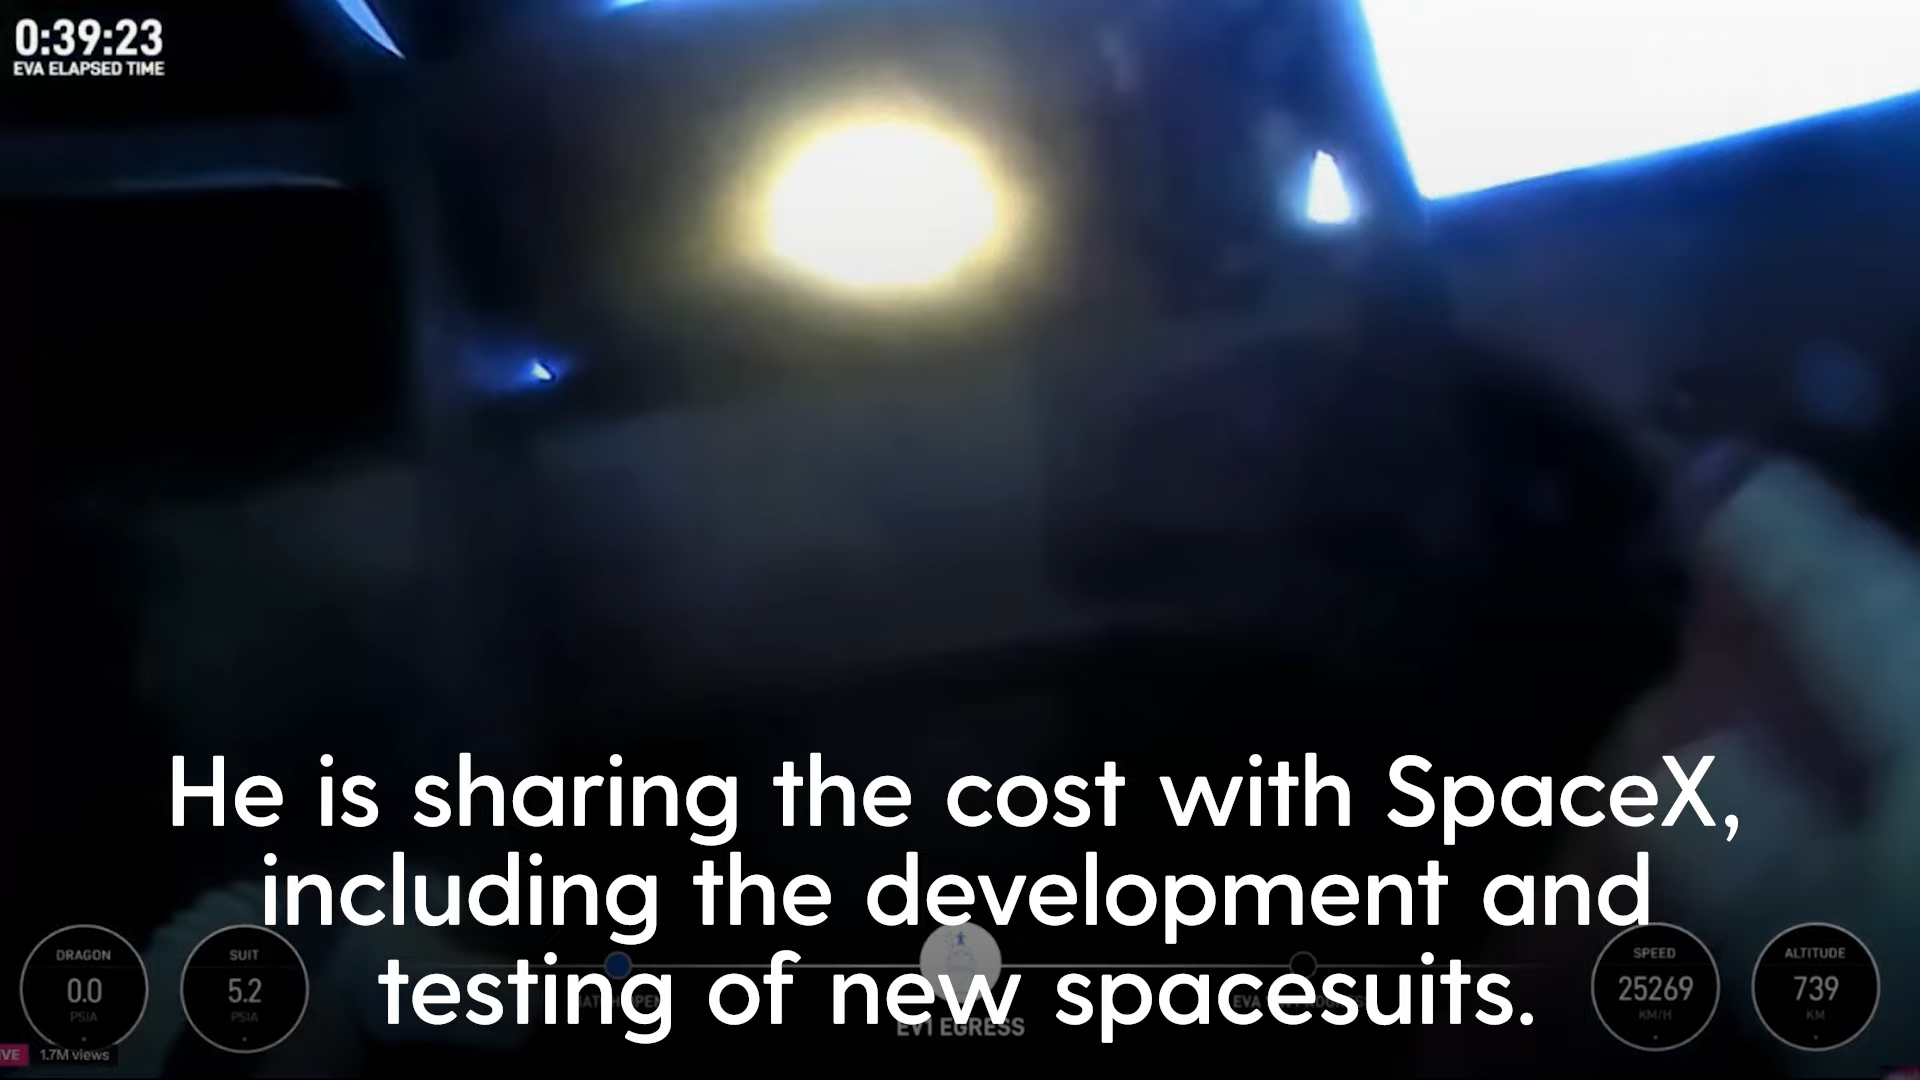 0:39:23
EVA ELAPSED TIME
He is sharing the cost with SpaceX,
including the development and
testing of new spacesuits.
DRAGON
0.0
PSIA
SUIT
5.2
PSIA
EV1 EGRESS
SPEED
25269
KM/H
ALTITUDE
739
KM
1.7M views